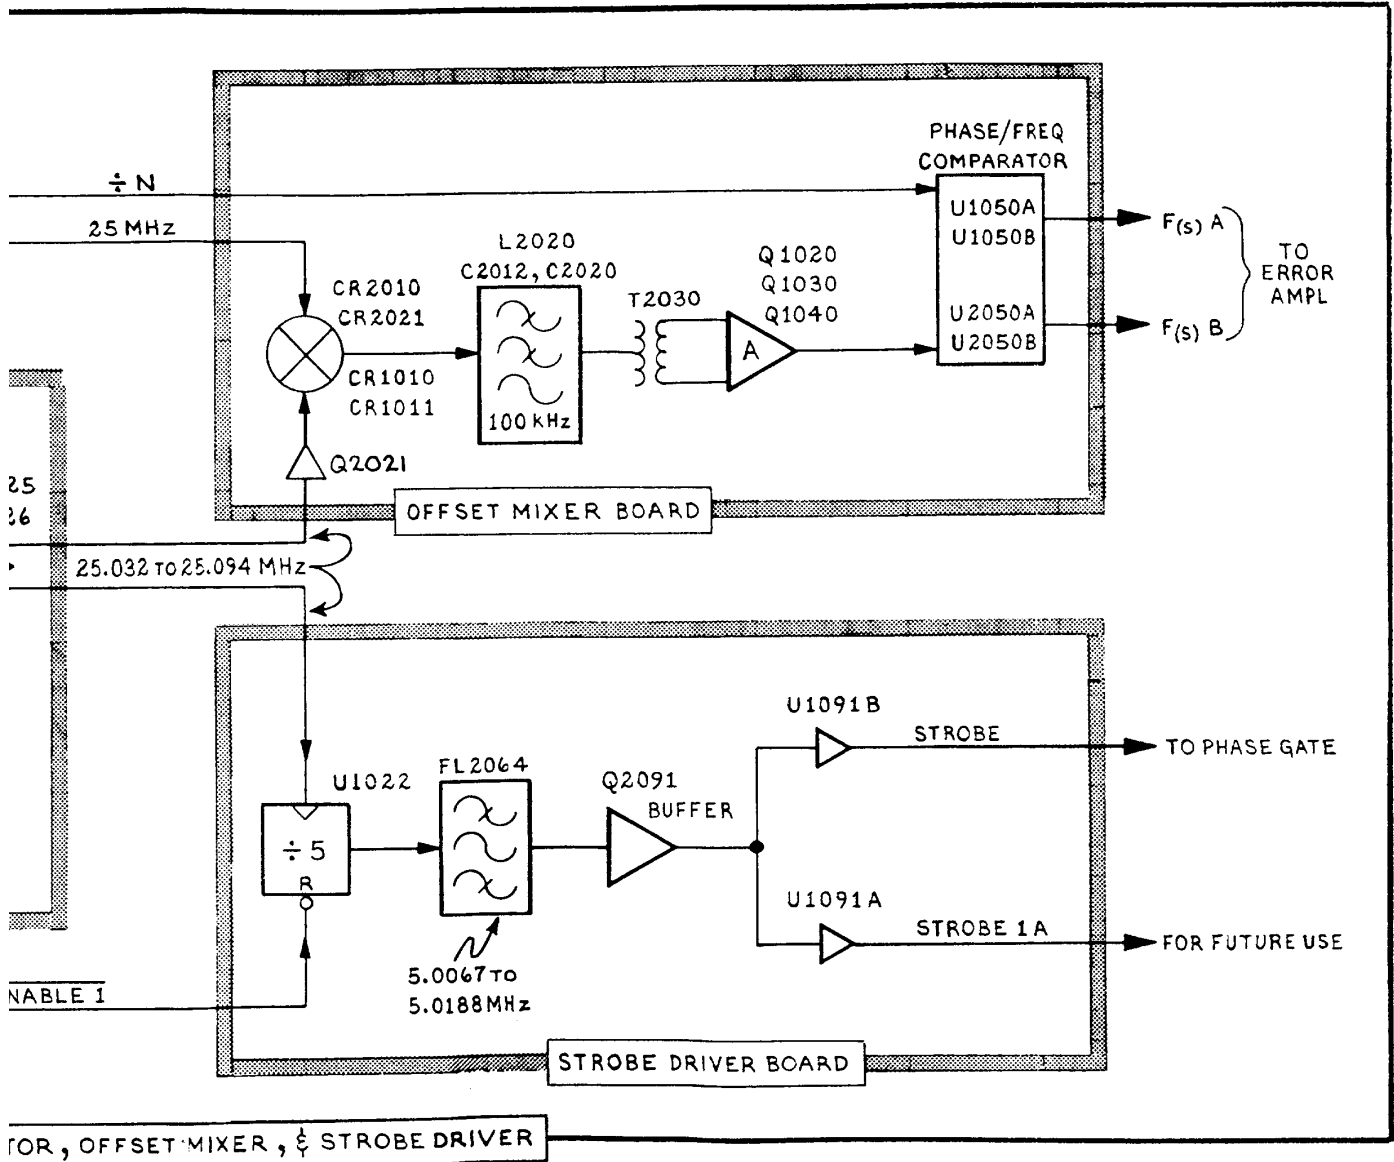 ÷ N
25 MHz
PHASE/FREQ
COMPARATOR
U1050A
U1050B
U2050A
U2050B
F(s) A
F(s) B
TO
ERROR
AMPL
L2020
C2012, C2020
100 kHz
T2030
Q1020
Q1030
Q1040
A
CR2010
CR2021
CR1010
CR1011
Q2021
OFFSET MIXER BOARD
25
26
25.032 TO 25.094 MHz
U1022
÷ 5
R
FL2064
5.0067 TO
5.0188 MHz
Q2091
BUFFER
U1091B
STROBE
TO PHASE GATE
U1091A
STROBE 1A
FOR FUTURE USE
NABLE 1
STROBE DRIVER BOARD
TOR, OFFSET MIXER, & STROBE DRIVER